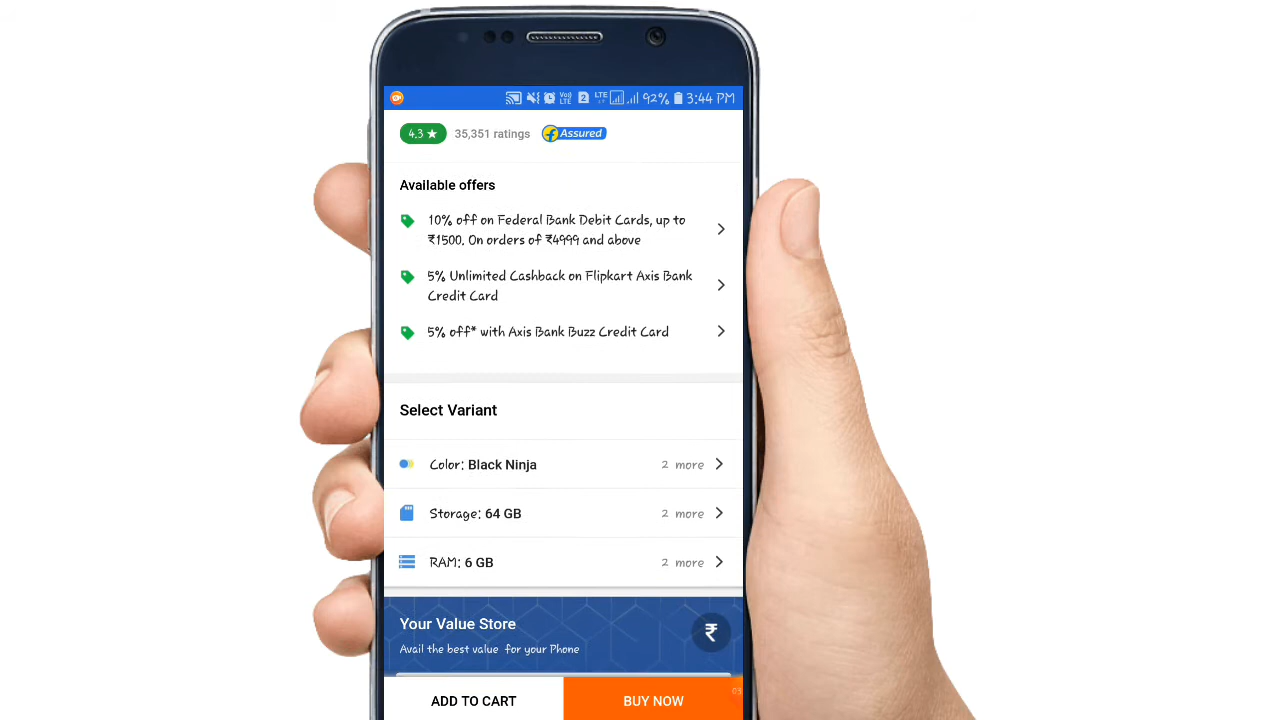 VoLTE 2 LTE 92% 3:44 PM
4.3 ★ 35,351 ratings f Assured
Available offers
10% off on Federal Bank Debit Cards, up to
₹1500. On orders of ₹4999 and above
5% Unlimited Cashback on Flipkart Axis Bank
Credit Card
5% off* with Axis Bank Buzz Credit Card
Select Variant
Color: Black Ninja 2 more
Storage: 64 GB 2 more
RAM: 6 GB 2 more
Your Value Store
₹
Avail the best value for your Phone
ADD TO CART BUY NOW